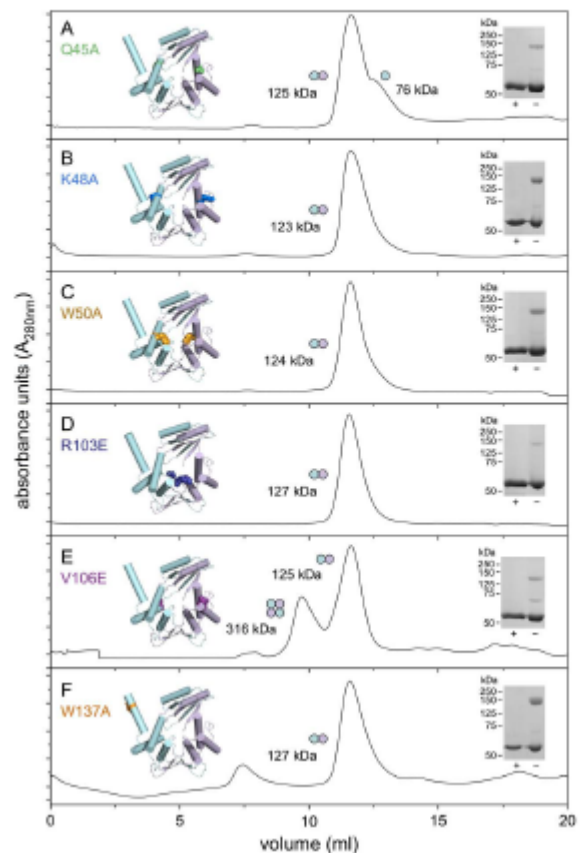 A
Q45A
125 kDa
76 kDa
kDa
250
150
125
75
50
+ −
B
K48A
123 kDa
kDa
250
150
125
75
50
+ −
C
W50A
124 kDa
kDa
250
150
125
75
50
+ −
D
R103E
127 kDa
kDa
250
150
125
75
50
+ −
E
V106E
125 kDa
316 kDa
kDa
250
150
125
75
50
+ −
F
W137A
127 kDa
kDa
250
150
125
75
50
+ −
absorbance units (A280nm)
0 5 10 15 20
volume (ml)